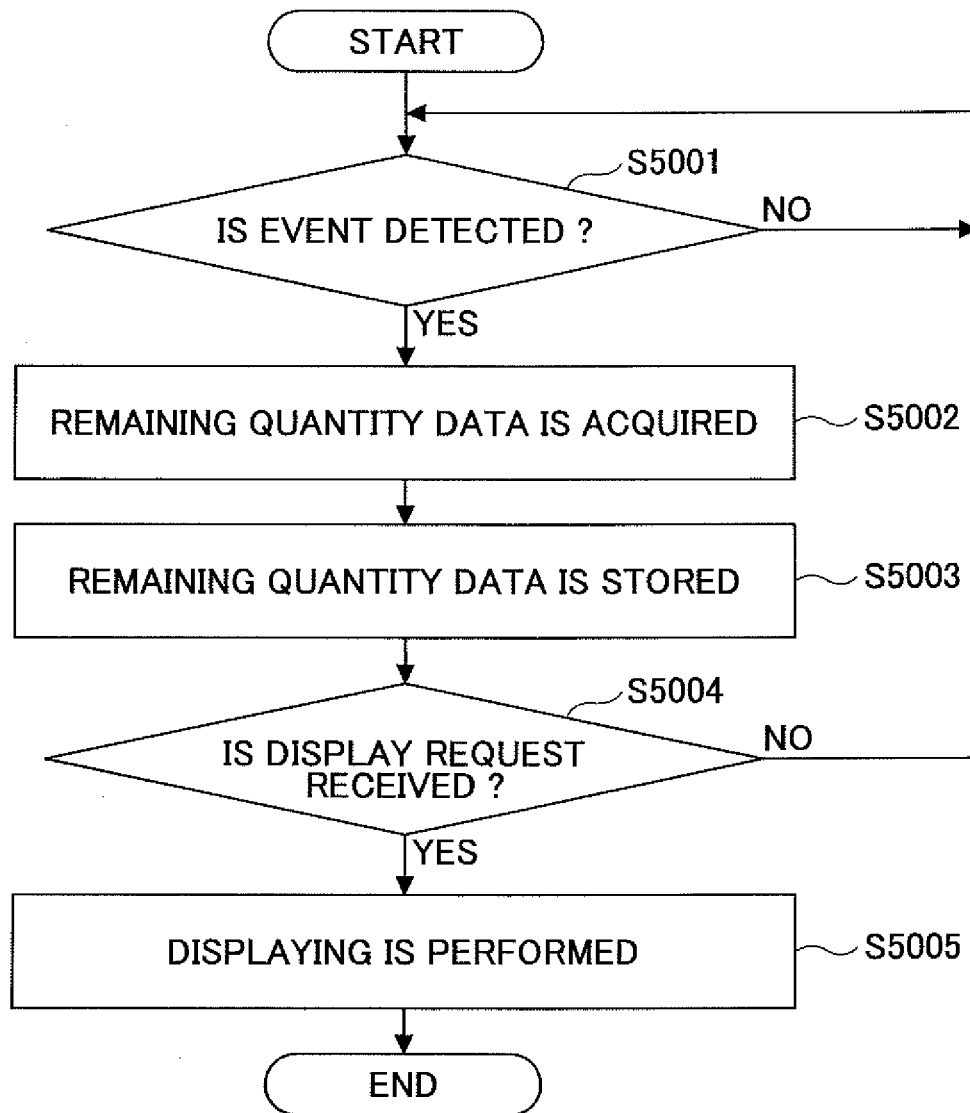 START
S5001
IS EVENT DETECTED ?
NO
YES
REMAINING QUANTITY DATA IS ACQUIRED
S5002
REMAINING QUANTITY DATA IS STORED
S5003
S5004
IS DISPLAY REQUEST
RECEIVED ?
NO
YES
DISPLAYING IS PERFORMED
S5005
END